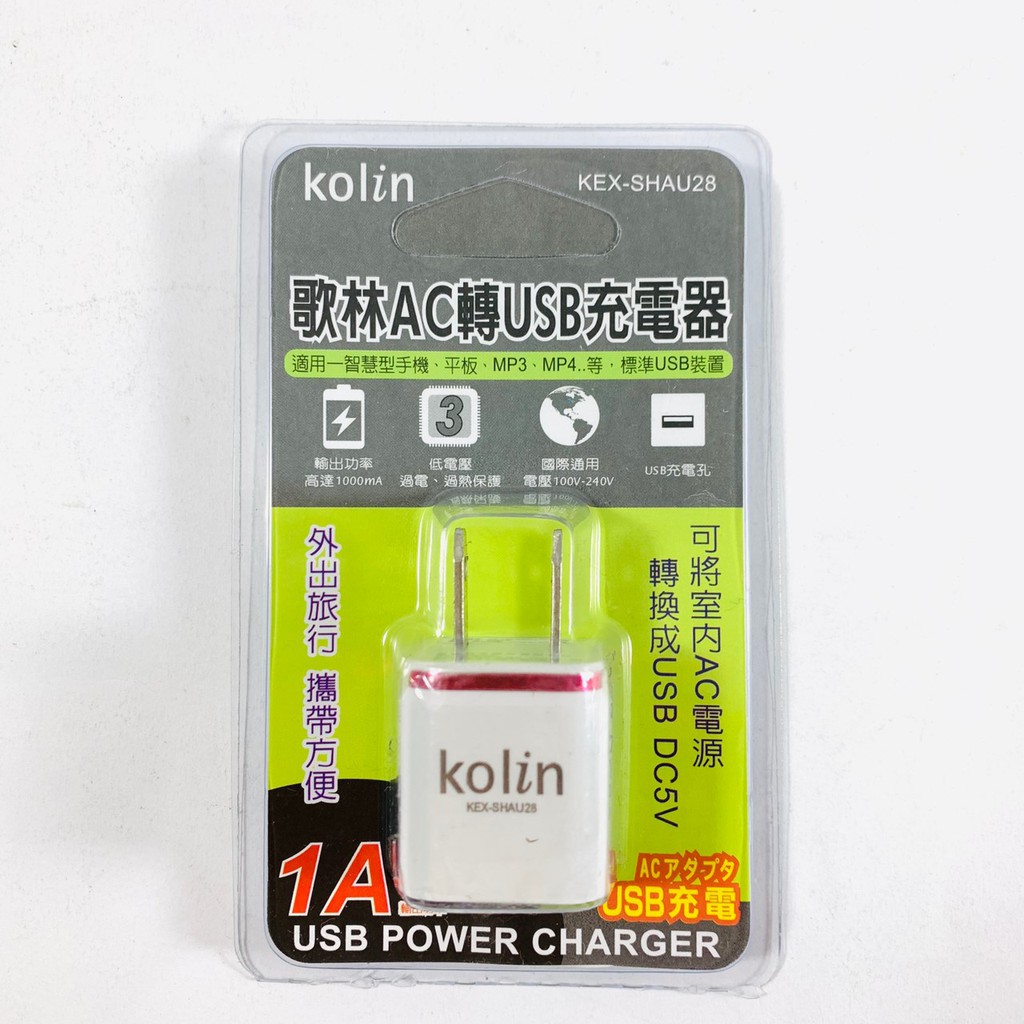 kolin
KEX-SHAU28
歌林AC轉USB充電器
適用一智慧型手機、平板、MP3、MP4..等，標準USB裝置
3
輸出功率
高達1000mA
低電壓
過電、過熱保護
國際通用
電壓100V-240V
USB充電孔
外出旅行 攜帶方便
可將室內AC電源
轉換成USB DC5V
kolin
KEX-SHAU28
1A
ACアダプタ
USB充電
USB POWER CHARGER